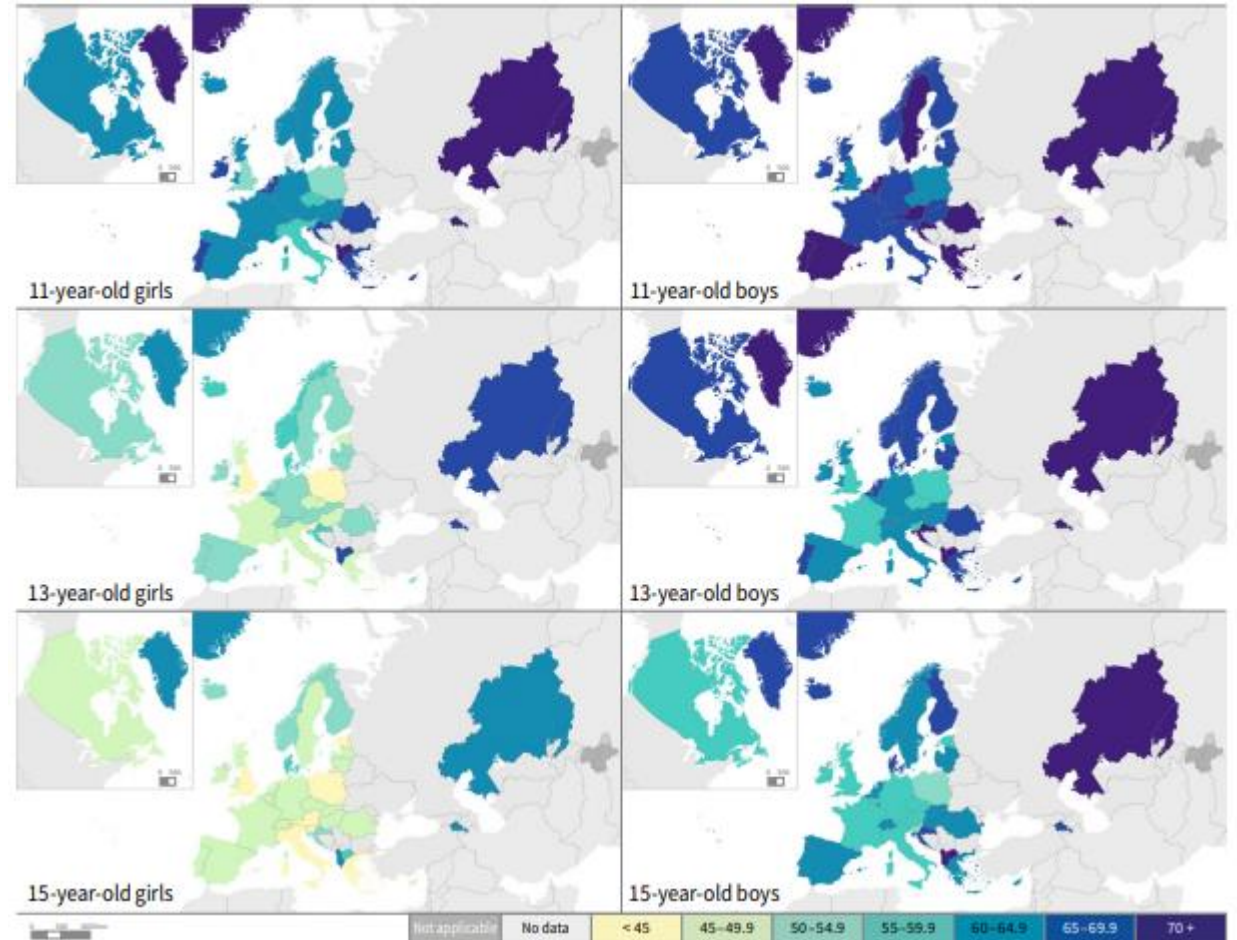 11-year-old girls
11-year-old boys
13-year-old girls
13-year-old boys
15-year-old girls
15-year-old boys
Not applicable
No data
< 45
45–49.9
50–54.9
55–59.9
60–64.9
65–69.9
70 +